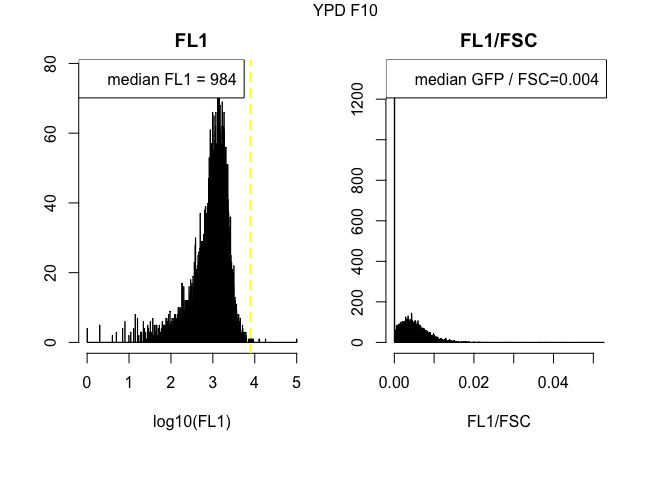 YPD F10
FL1
median FL1 = 984
80
60
40
20
0
0 1 2 3 4 5
log10(FL1)
FL1/FSC
median GFP / FSC=0.004
1200
800
600
400
200
0
0.00 0.02 0.04
FL1/FSC